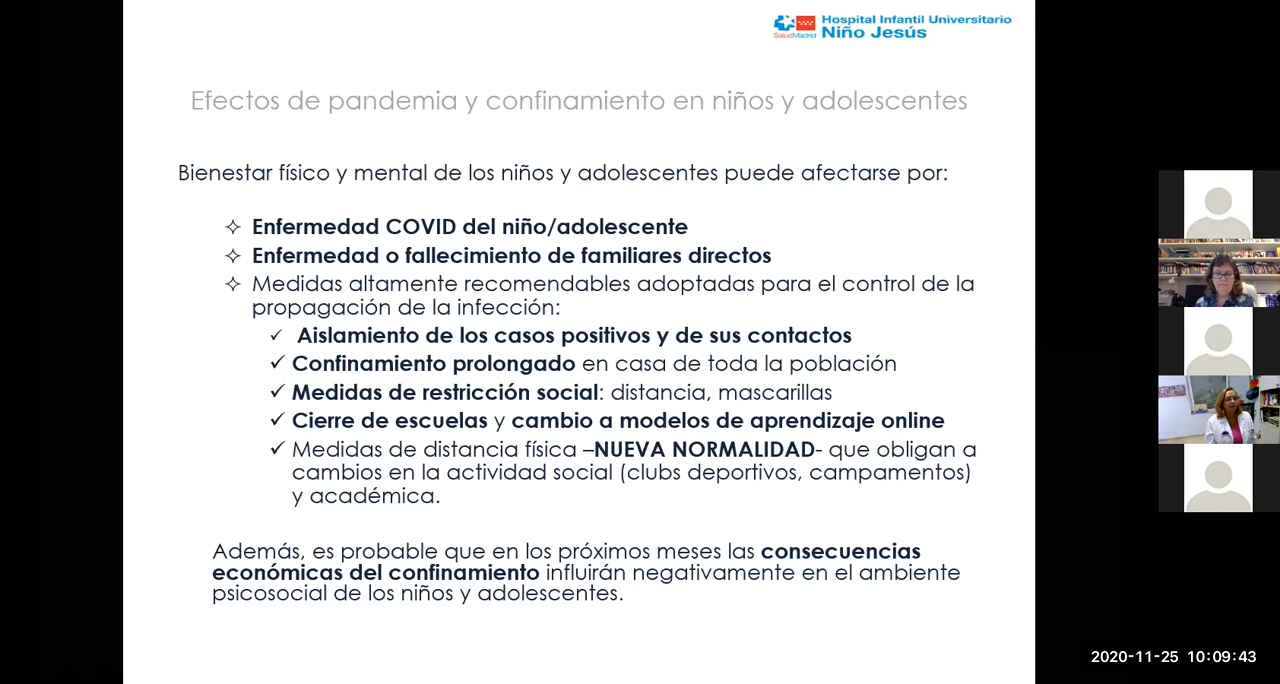 Hospital Infantil Universitario
Niño Jesús
SaludMadrid
Efectos de pandemia y confinamiento en niños y adolescentes
Bienestar físico y mental de los niños y adolescentes puede afectarse por:
Enfermedad COVID del niño/adolescente
Enfermedad o fallecimiento de familiares directos
Medidas altamente recomendables adoptadas para el control de la
propagación de la infección:
Aislamiento de los casos positivos y de sus contactos
Confinamiento prolongado en casa de toda la población
Medidas de restricción social: distancia, mascarillas
Cierre de escuelas y cambio a modelos de aprendizaje online
Medidas de distancia física –NUEVA NORMALIDAD- que obligan a
cambios en la actividad social (clubs deportivos, campamentos)
y académica.
Además, es probable que en los próximos meses las consecuencias
económicas del confinamiento influirán negativamente en el ambiente
psicosocial de los niños y adolescentes.
2020-11-25 10:09:43